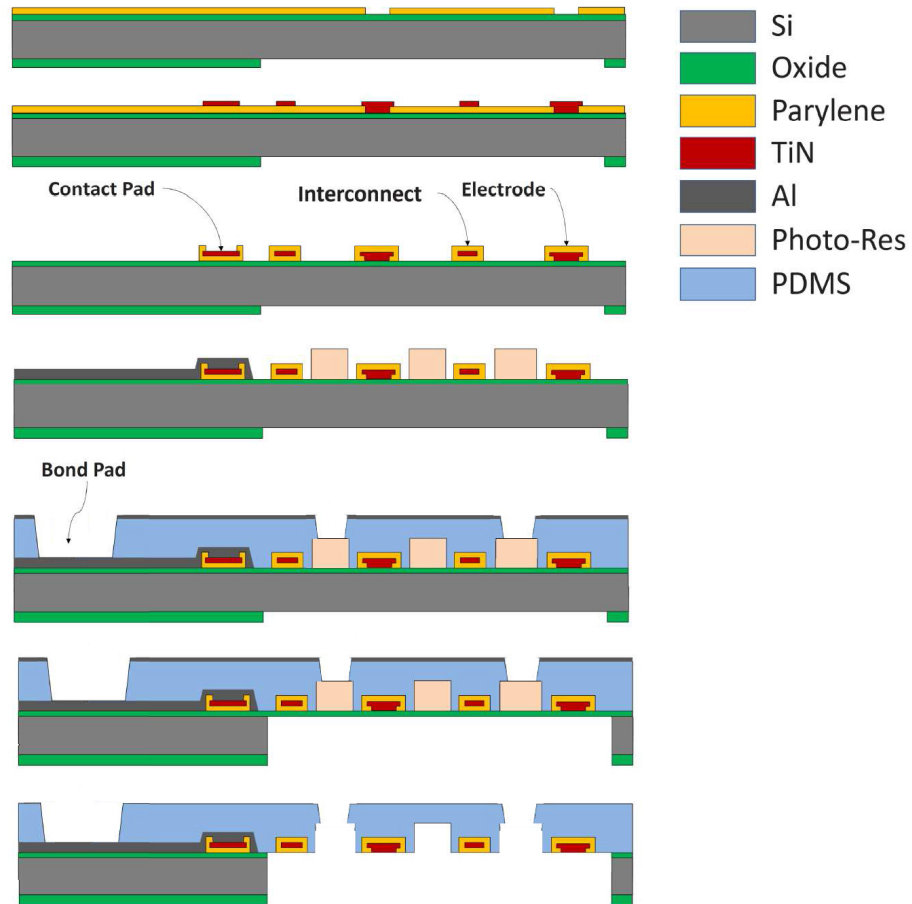 Si
Oxide
Parylene
TiN
Contact Pad
Interconnect
Electrode
Al
Photo-Res
PDMS
Bond Pad